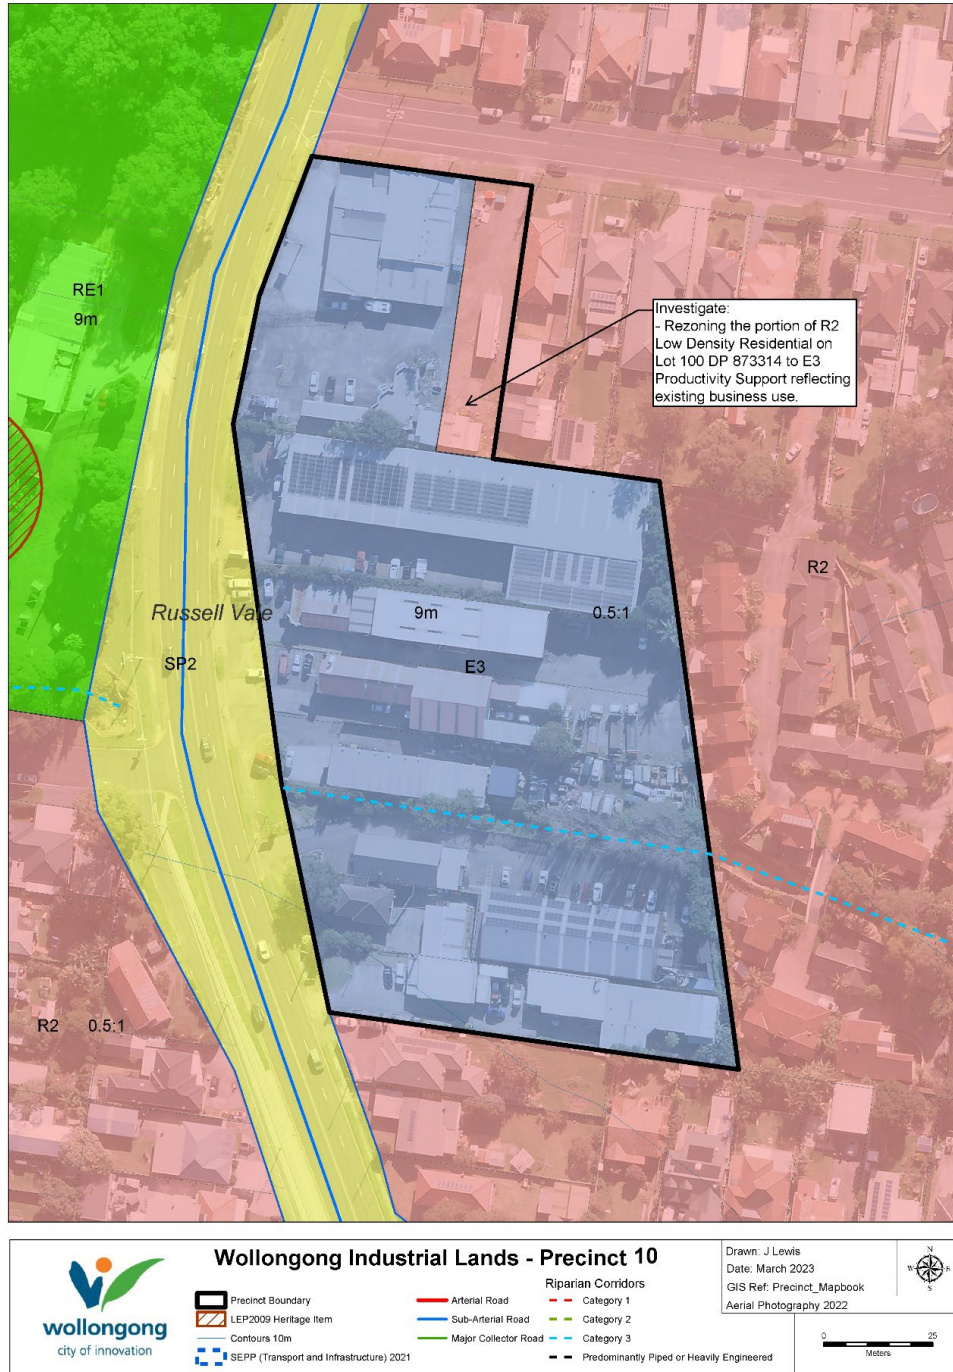 RE1
9m
Investigate:
- Rezoning the portion of R2
Low Density Residential on
Lot 100 DP 873314 to E3
Productivity Support reflecting
existing business use.
R2
Russell Vale
9m
0.5:1
SP2
E3
R2
0.5:1
wollongong
city of innovation
Wollongong Industrial Lands - Precinct 10
Precinct Boundary
LEP2009 Heritage Item
Contours 10m
SEPP (Transport and Infrastructure) 2021
Arterial Road
Sub-Arterial Road
Major Collector Road
Riparian Corridors
Category 1
Category 2
Category 3
Predominantly Piped or Heavily Engineered
Drawn: J Lewis
Date: March 2023
GIS Ref: Precinct_Mapbook
Aerial Photography 2022
N
W
E
S
0
25
Meters